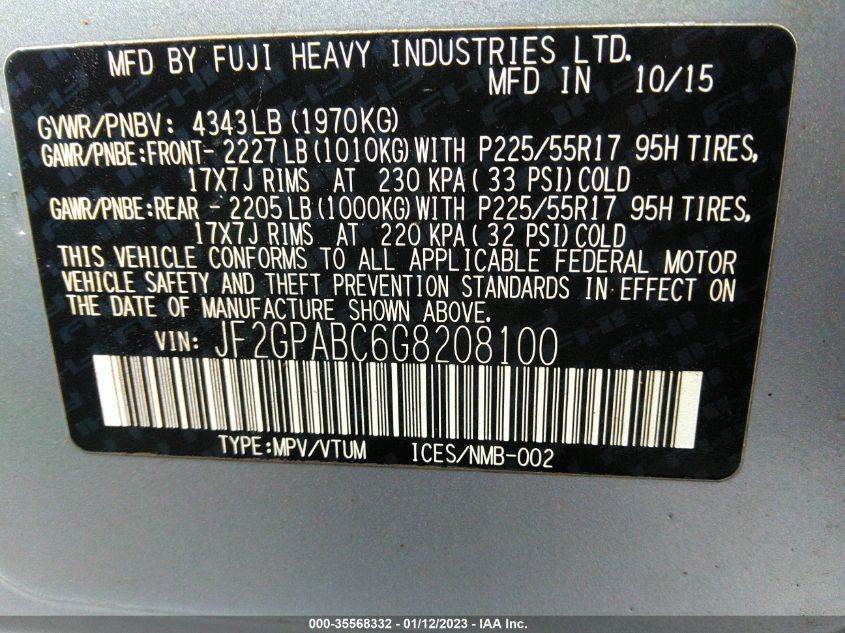 MFD BY FUJI HEAVY INDUSTRIES LTD.
MFD IN 10/15
GVWR/PNBV: 4343LB (1970KG)
GAWR/PNBE:FRONT- 2227LB (1010KG) WITH P225/55R17 95H TIRES,
17X7J RIMS AT 230 KPA (33 PSI) COLD
GAWR/PNBE:REAR - 2205LB (1000KG) WITH P225/55R17 95H TIRES,
17X7J RIMS AT 220 KPA (32 PSI) COLD
THIS VEHICLE CONFORMS TO ALL APPLICABLE FEDERAL MOTOR
VEHICLE SAFETY AND THEFT PREVENTION STANDARDS IN EFFECT ON
THE DATE OF MANUFACTURE SHOWN ABOVE.
VIN: JF2GPABC6G8208100
TYPE:MPV/VTUM ICES/NMB-002
000-35568332 - 01/12/2023 - IAA Inc.